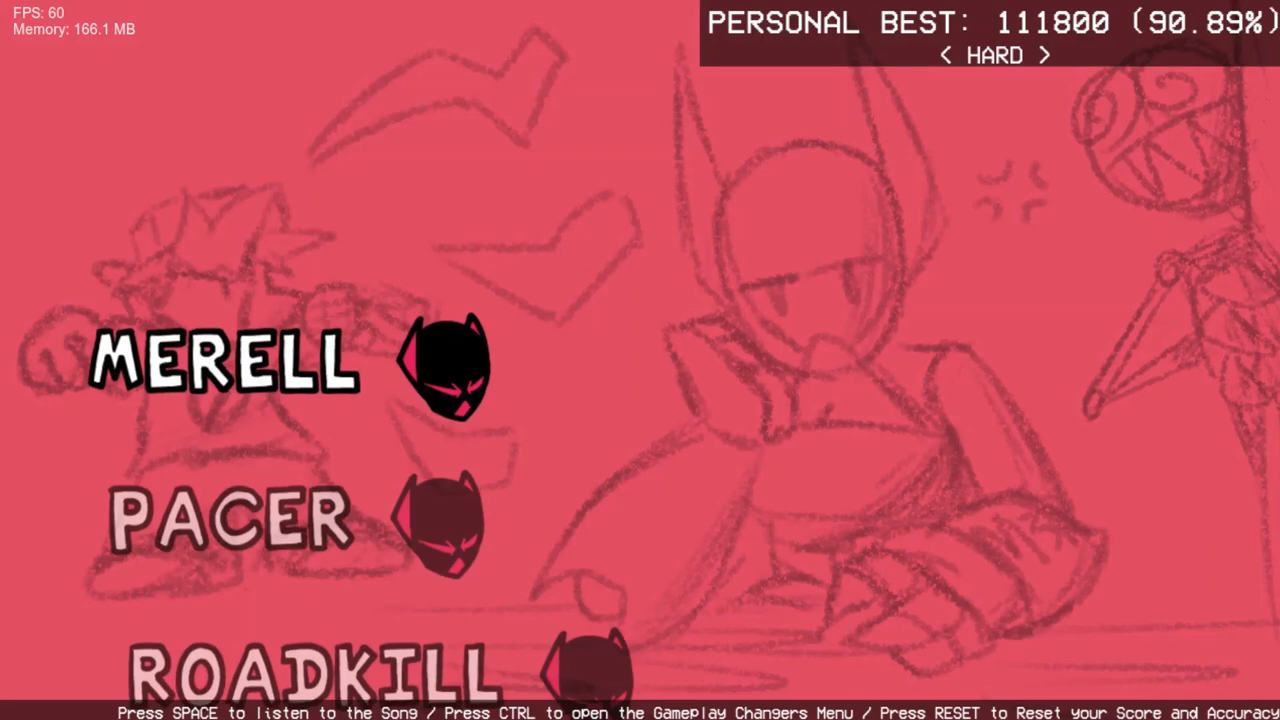 FPS: 60
Memory: 166.1 MB
PERSONAL BEST: 111800 (90.89%)
< HARD >
MERELL
PACER
ROADKILL
Press SPACE to listen to the Song / Press CTRL to open the Gameplay Changers Menu / Press RESET to Reset your Score and Accuracy